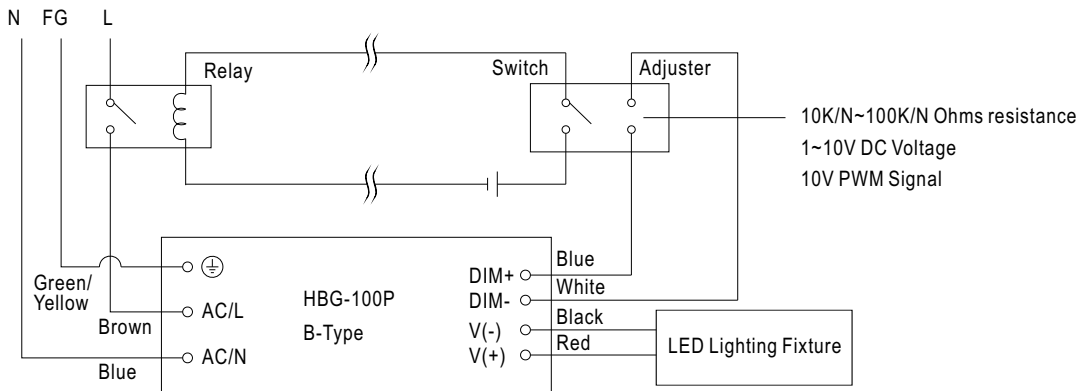 N FG L
Relay
Switch
Adjuster
10K/N~100K/N Ohms resistance
1~10V DC Voltage
10V PWM Signal
Green/
Yellow
Brown
Blue
AC/L
AC/N
HBG-100P
B-Type
DIM+
DIM-
V(-)
V(+)
Blue
White
Black
Red
LED Lighting Fixture